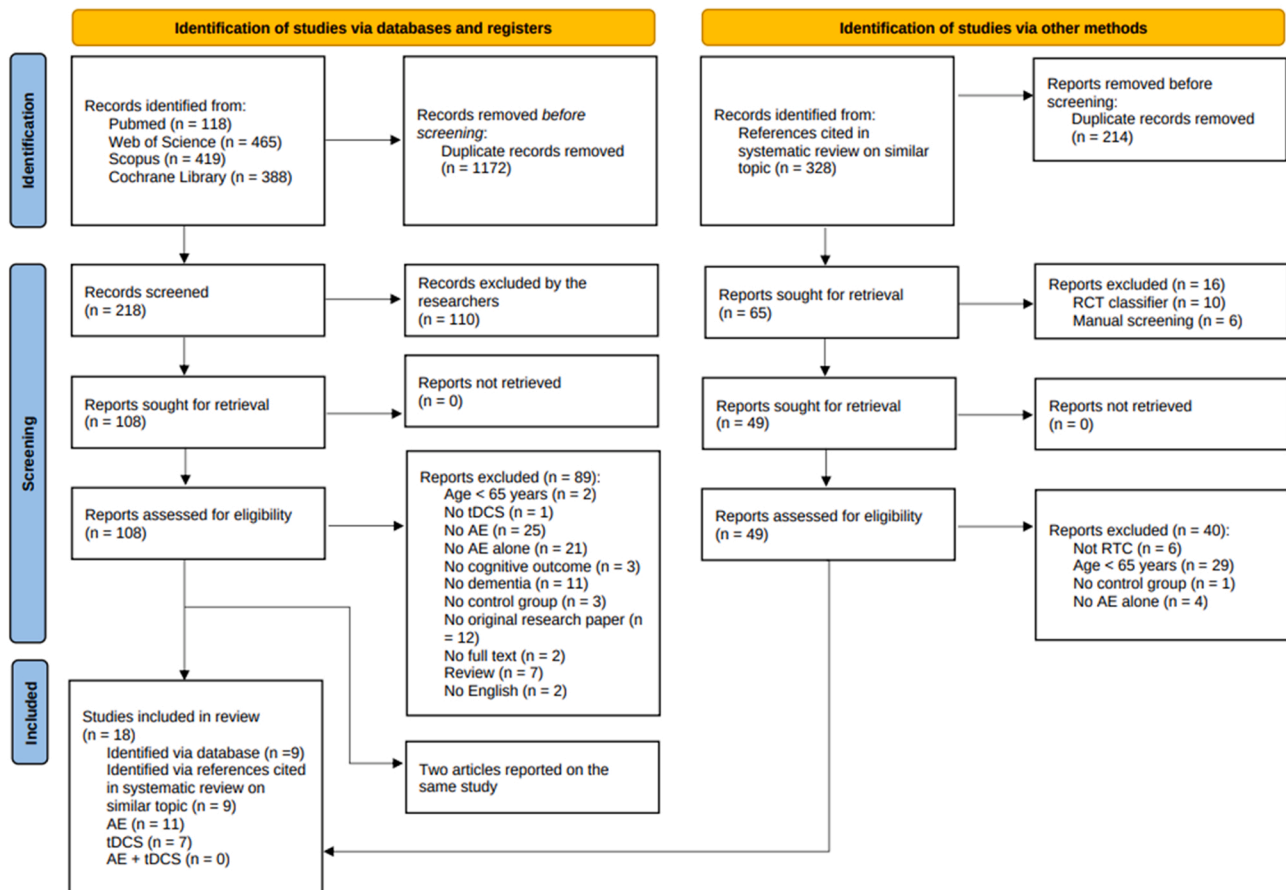 Identification of studies via databases and registers
Identification of studies via other methods
Identification
Records identified from:
Pubmed (n = 118)
Web of Science (n = 465)
Scopus (n = 419)
Cochrane Library (n = 388)
Records removed before
screening:
Duplicate records removed
(n = 1172)
Records identified from:
References cited in
systematic review on similar
topic (n = 328)
Reports removed before
screening:
Duplicate records removed
(n = 214)
Screening
Records screened
(n = 218)
Records excluded by the
researchers
(n = 110)
Reports sought for retrieval
(n = 65)
Reports excluded (n = 16)
RCT classifier (n = 10)
Manual screening (n = 6)
Reports sought for retrieval
(n = 108)
Reports not retrieved
(n = 0)
Reports sought for retrieval
(n = 49)
Reports not retrieved
(n = 0)
Reports assessed for eligibility
(n = 108)
Reports excluded (n = 89):
Age < 65 years (n = 2)
No tDCS (n = 1)
No AE (n = 25)
No AE alone (n = 21)
No cognitive outcome (n = 3)
No dementia (n = 11)
No control group (n = 3)
No original research paper (n
= 12)
No full text (n = 2)
Review (n = 7)
No English (n = 2)
Reports assessed for eligibility
(n = 49)
Reports excluded (n = 40):
Not RTC (n = 6)
Age < 65 years (n = 29)
No control group (n = 1)
No AE alone (n = 4)
Included
Studies included in review
(n = 18)
Identified via database (n =9)
Identified via references cited
in systematic review on
similar topic (n = 9)
AE (n = 11)
tDCS (n = 7)
AE + tDCS (n = 0)
Two articles reported on the
same study